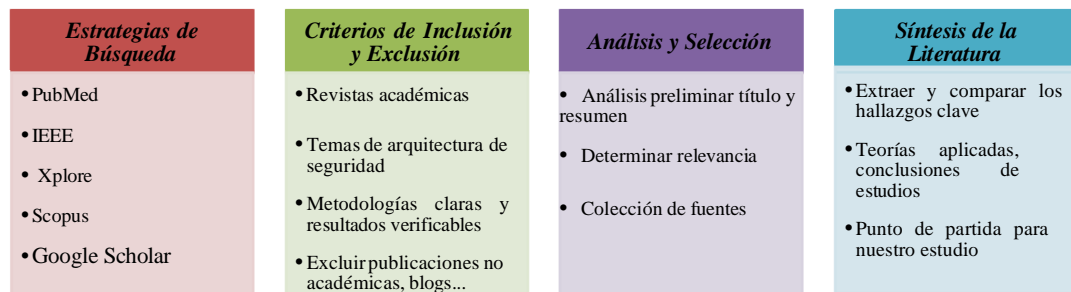 Estrategias de
Búsqueda
• PubMed
• IEEE
• Xplore
• Scopus
• Google Scholar
Criterios de Inclusión
y Exclusión
• Revistas académicas
• Temas de arquitectura de
seguridad
• Metodologías claras y
resultados verificables
• Excluir publicaciones no
académicas, blogs...
Análisis y Selección
• Análisis preliminar título y
resumen
• Determinar relevancia
• Colección de fuentes
Síntesis de la
Literatura
• Extraer y comparar los
hallazgos clave
• Teorías aplicadas,
conclusiones de
estudios
• Punto de partida para
nuestro estudio